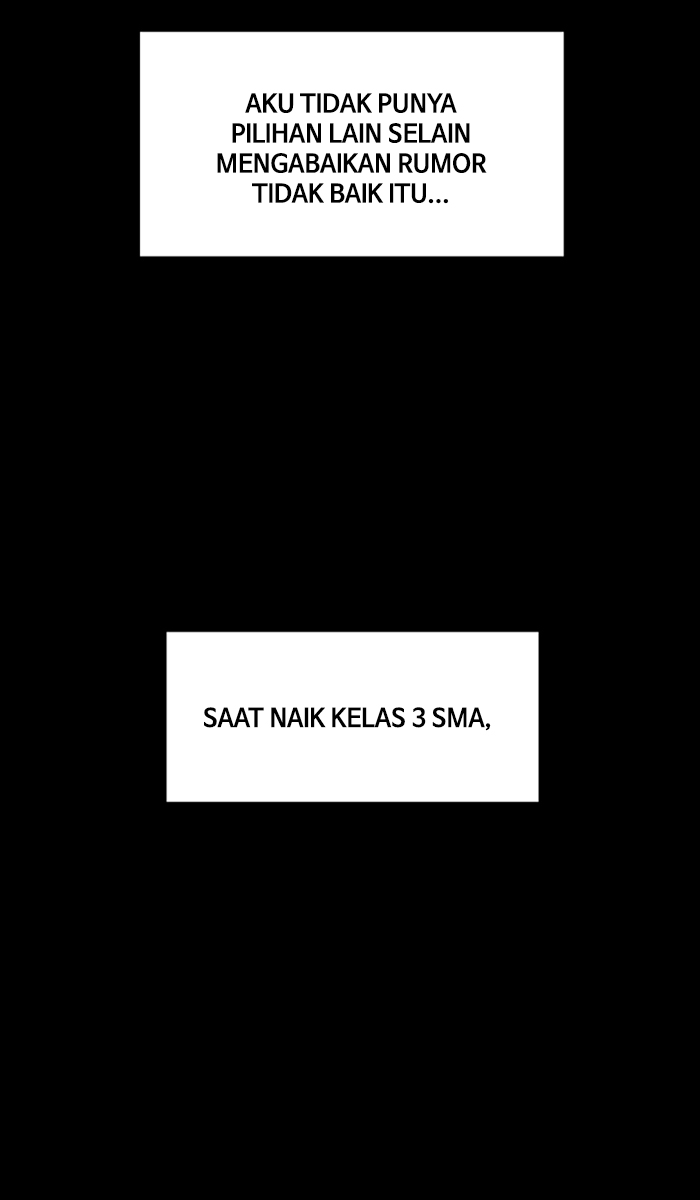 AKU TIDAK PUNYA
PILIHAN LAIN SELAIN
MENGABAIKAN RUMOR
TIDAK BAIK ITU...
SAAT NAIK KELAS 3 SMA,